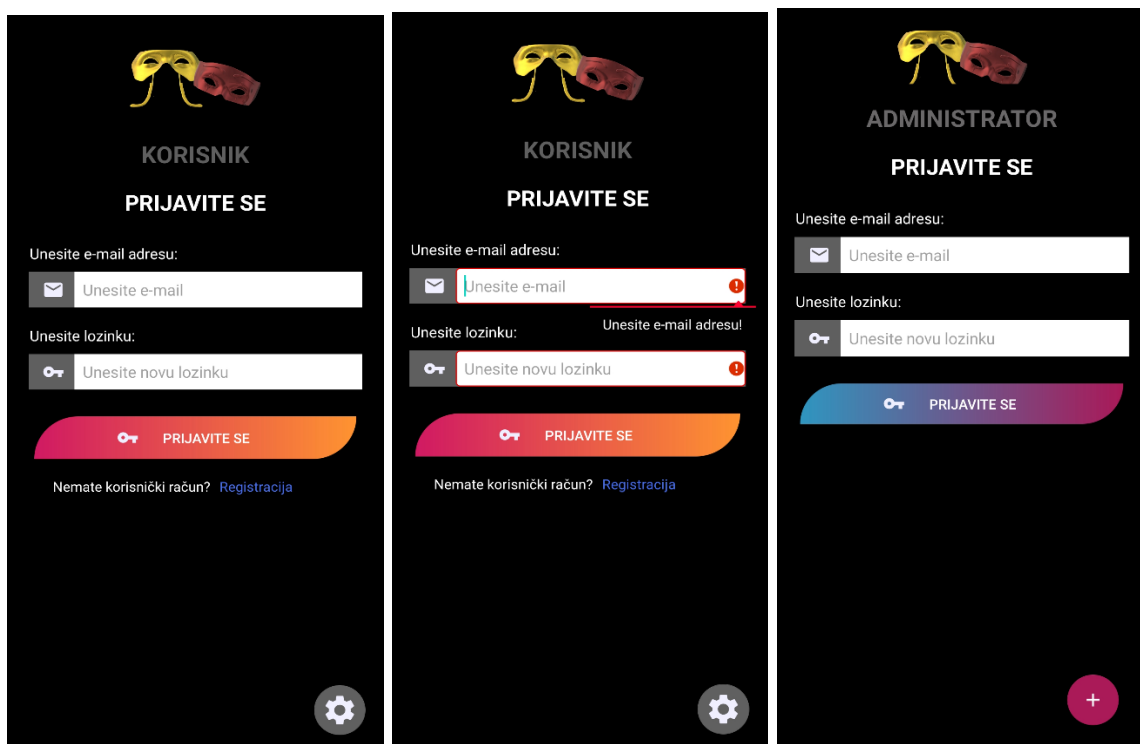 KORISNIK
PRIJAVITE SE
Unesite e-mail adresu:
Unesite e-mail
Unesite lozinku:
Unesite novu lozinku
PRIJAVITE SE
Nemate korisnički račun? Registracija
KORISNIK
PRIJAVITE SE
Unesite e-mail adresu:
Unesite e-mail
Unesite e-mail adresu!
Unesite lozinku:
Unesite novu lozinku
PRIJAVITE SE
Nemate korisnički račun? Registracija
ADMINISTRATOR
PRIJAVITE SE
Unesite e-mail adresu:
Unesite e-mail
Unesite lozinku:
Unesite novu lozinku
PRIJAVITE SE